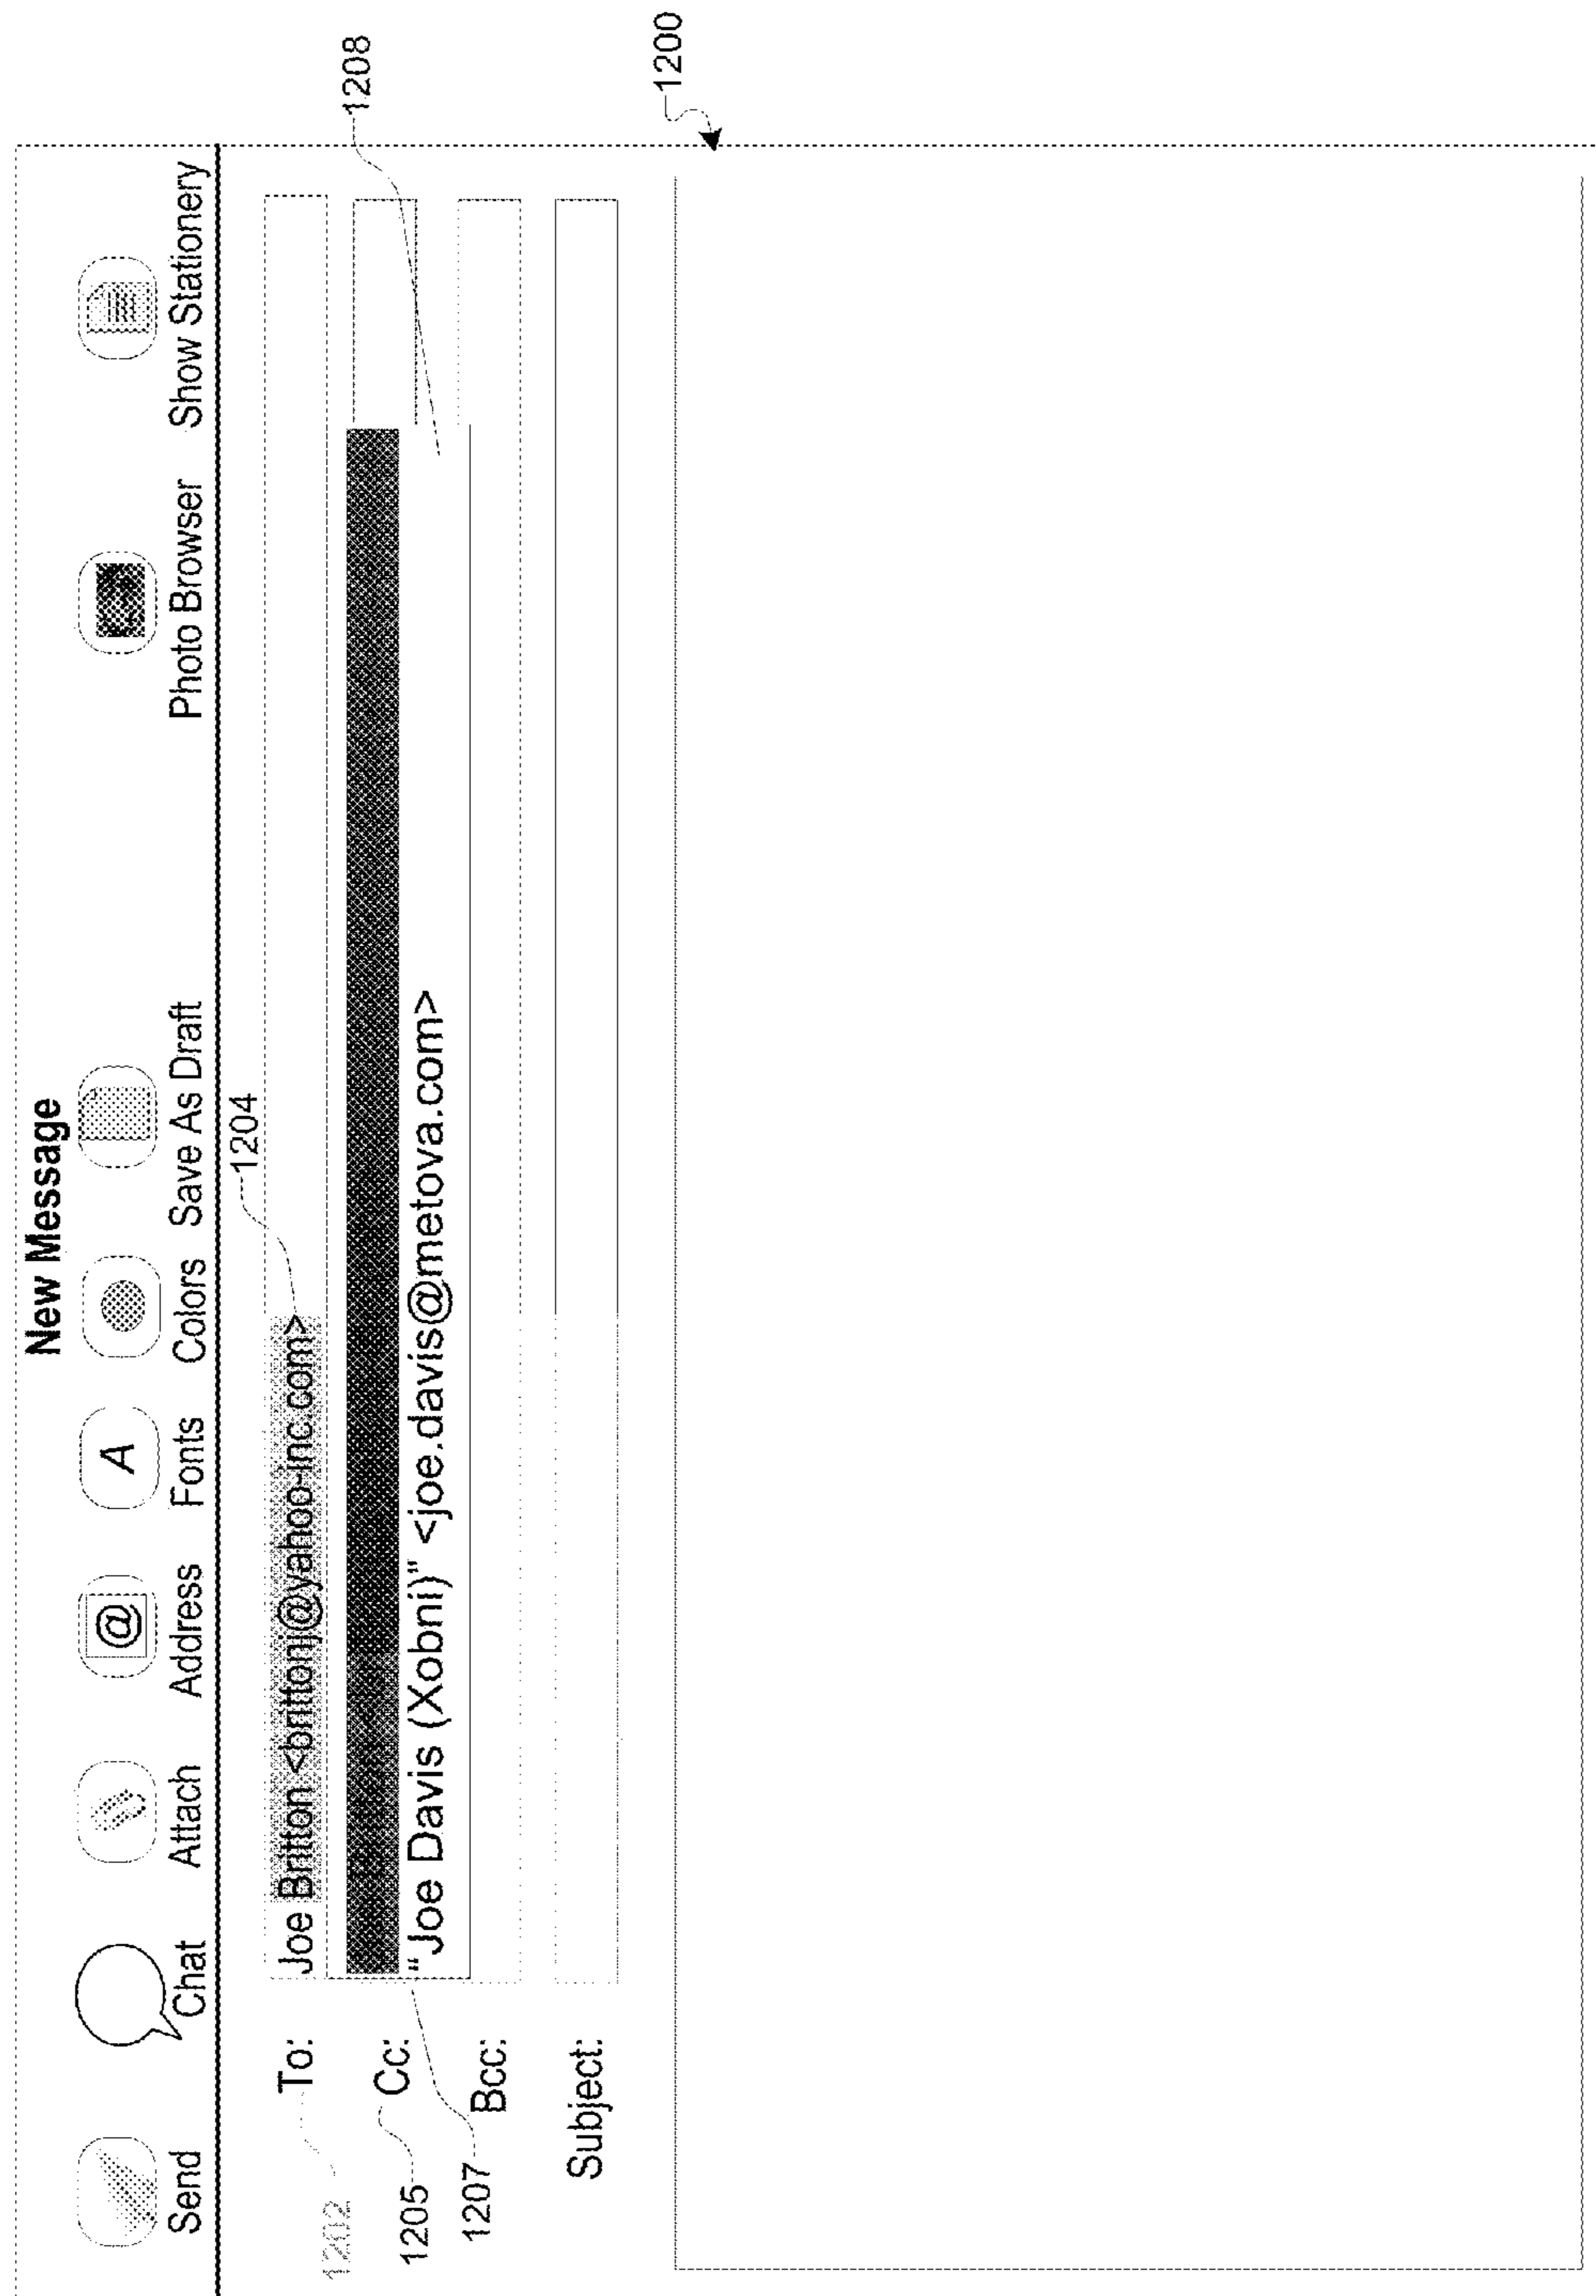 New Message
Send Chat Attach @ Address A Fonts Colors Save As Draft Photo Browser Show Stationery
1204
1202 To: Joe Britton <brittonj@yahoo-inc.com>
1208
1205 Cc:
1207 "Joe Davis (Xobni)" <joe.davis@metova.com>
Bcc:
Subject:
1200